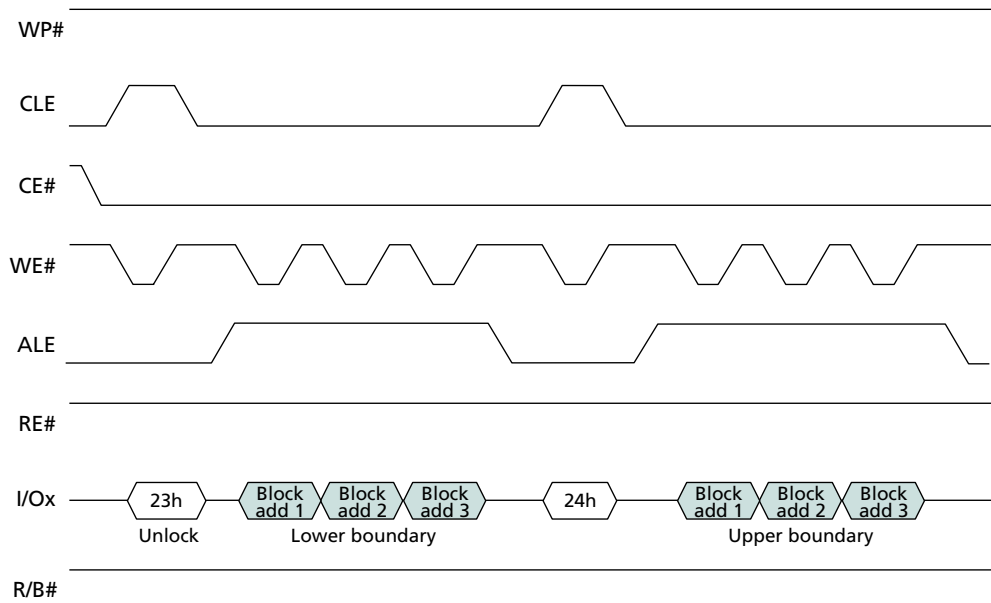 WP#
CLE
CE#
WE#
ALE
RE#
I/Ox
23h
Block
add 1
Block
add 2
Block
add 3
24h
Block
add 1
Block
add 2
Block
add 3
Unlock
Lower boundary
Upper boundary
R/B#